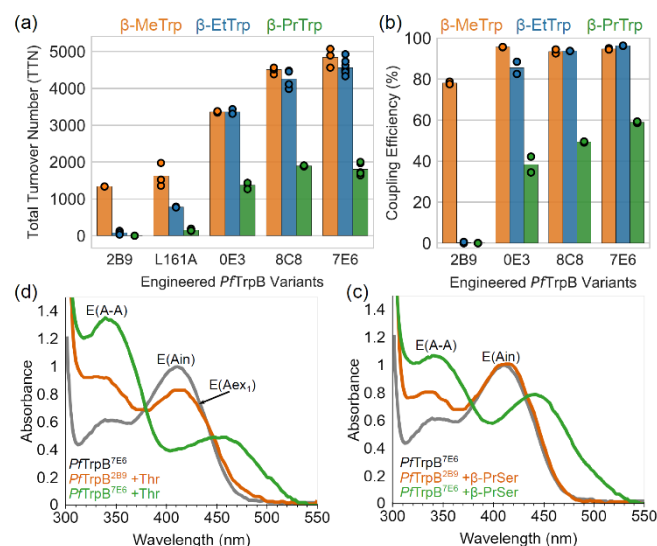 (a)
β-MeTrp β-EtTrp β-PrTrp
Total Turnover Number (TTN)
5000
4000
3000
2000
1000
0
2B9 L161A 0E3 8C8 7E6
Engineered PfTrpB Variants
(b)
β-MeTrp β-EtTrp β-PrTrp
Coupling Efficiency (%)
100
80
60
40
20
0
2B9 0E3 8C8 7E6
Engineered PfTrpB Variants
(d)
Absorbance
1.4
1.2
1
0.8
0.6
0.4
0.2
0
E(A-A)
E(Ain)
E(Aex₁)
PfTrpB⁷ᴱ⁶
PfTrpB²ᴮ⁹ +Thr
PfTrpB⁷ᴱ⁶ +Thr
300 350 400 450 500 550
Wavelength (nm)
(c)
Absorbance
1.4
1.2
1
0.8
0.6
0.4
0.2
0
E(A-A)
E(Ain)
PfTrpB⁷ᴱ⁶
PfTrpB²ᴮ⁹ +β-PrSer
PfTrpB⁷ᴱ⁶ +β-PrSer
300 350 400 450 500 550
Wavelength (nm)